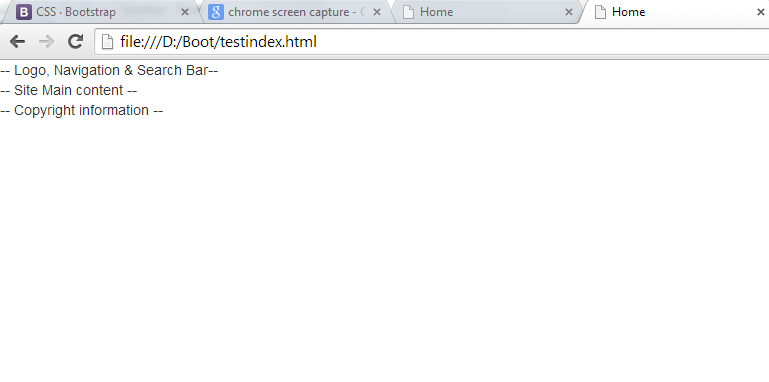 B CSS · Bootstrap
8 chrome screen capture -
Home
Home
file:///D:/Boot/testindex.html
-- Logo, Navigation & Search Bar--
-- Site Main content --
-- Copyright information --